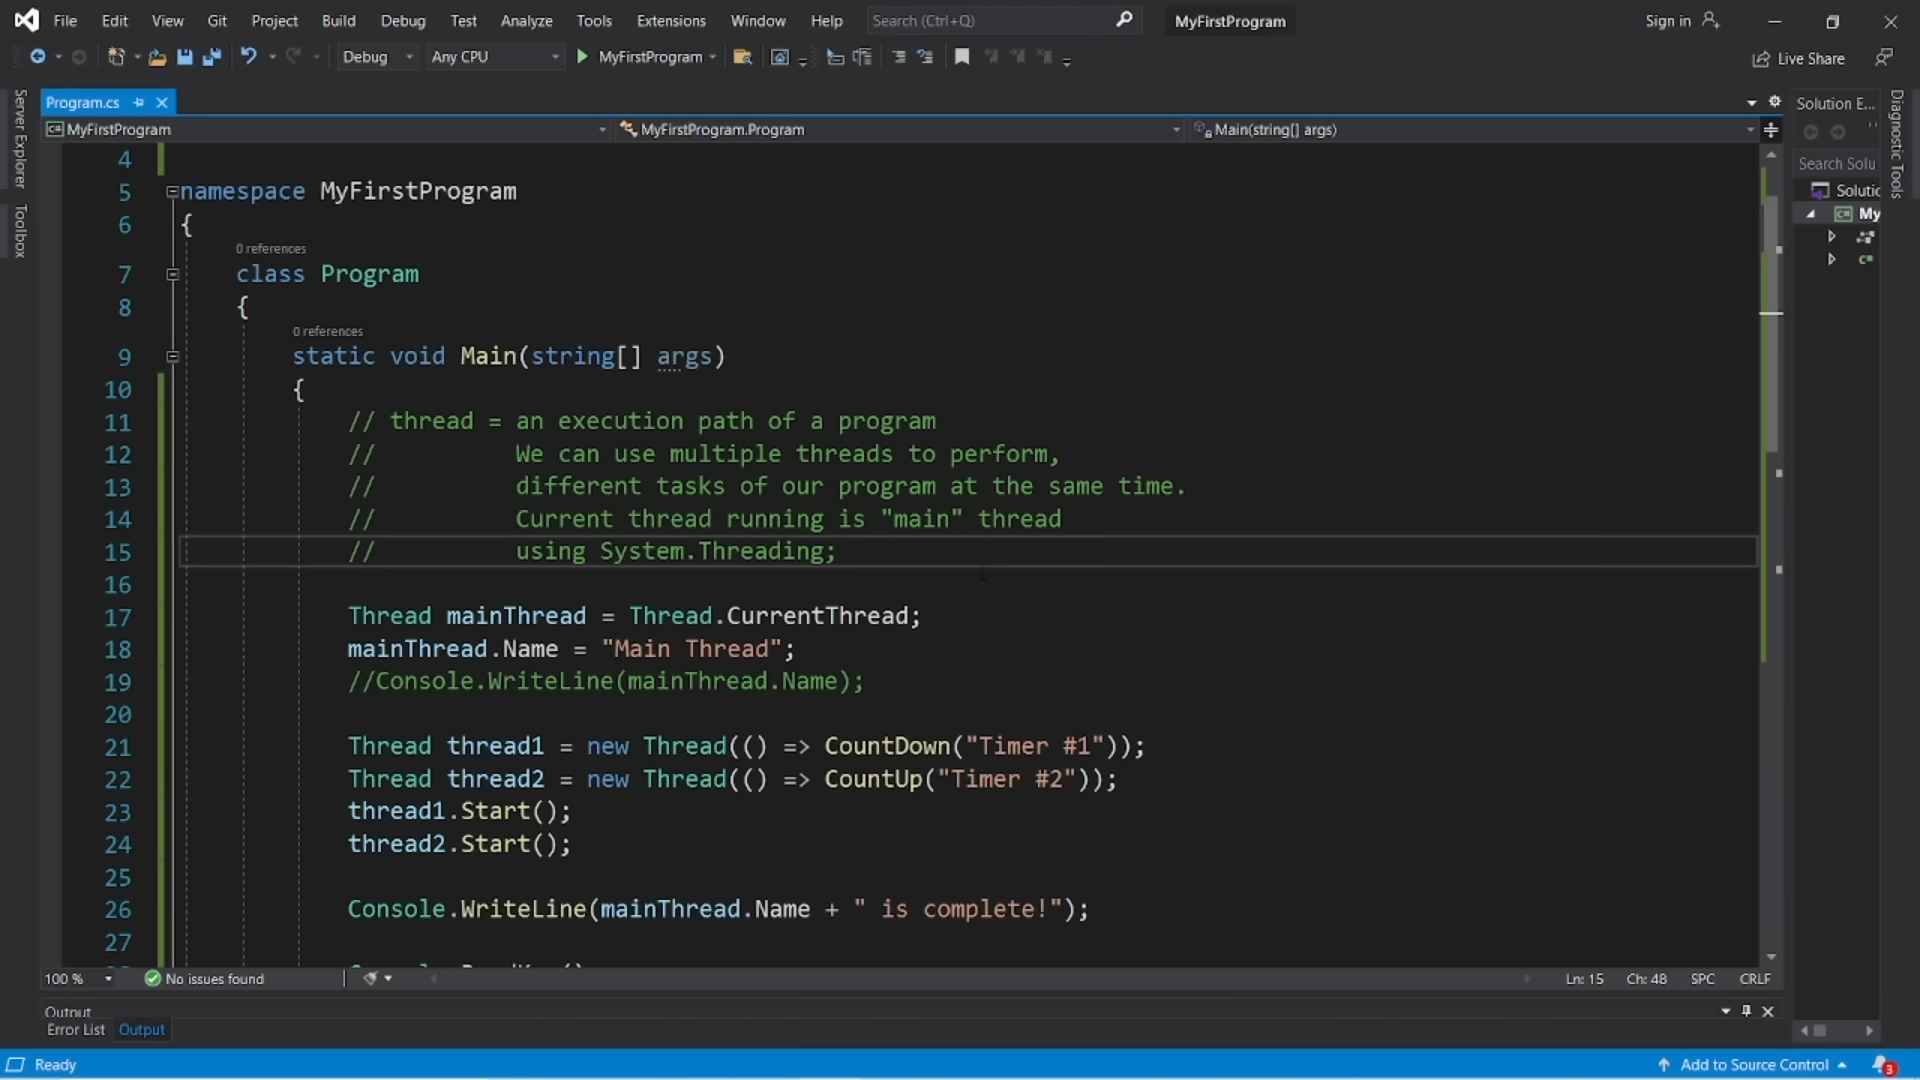 File Edit View Git Project Build Debug Test Analyze Tools Extensions Window Help Search (Ctrl+Q) MyFirstProgram Sign in
Debug Any CPU MyFirstProgram Live Share
Server Explorer
Toolbox
Program.cs
MyFirstProgram MyFirstProgram.Program Main(string[] args)
4
5 namespace MyFirstProgram
6 {
0 references
7 class Program
8 {
0 references
9 static void Main(string[] args)
10 {
11 // thread = an execution path of a program
12 // We can use multiple threads to perform,
13 // different tasks of our program at the same time.
14 // Current thread running is "main" thread
15 // using System.Threading;
16
17 Thread mainThread = Thread.CurrentThread;
18 mainThread.Name = "Main Thread";
19 //Console.WriteLine(mainThread.Name);
20
21 Thread thread1 = new Thread(() => CountDown("Timer #1"));
22 Thread thread2 = new Thread(() => CountUp("Timer #2"));
23 thread1.Start();
24 thread2.Start();
25
26 Console.WriteLine(mainThread.Name + " is complete!");
27
100 % No issues found Ln: 15 Ch: 48 SPC CRLF
Output
Error List Output
Ready Add to Source Control 3
Solution E...
Search Solu
Solutic
My
C#
Diagnostic Tools